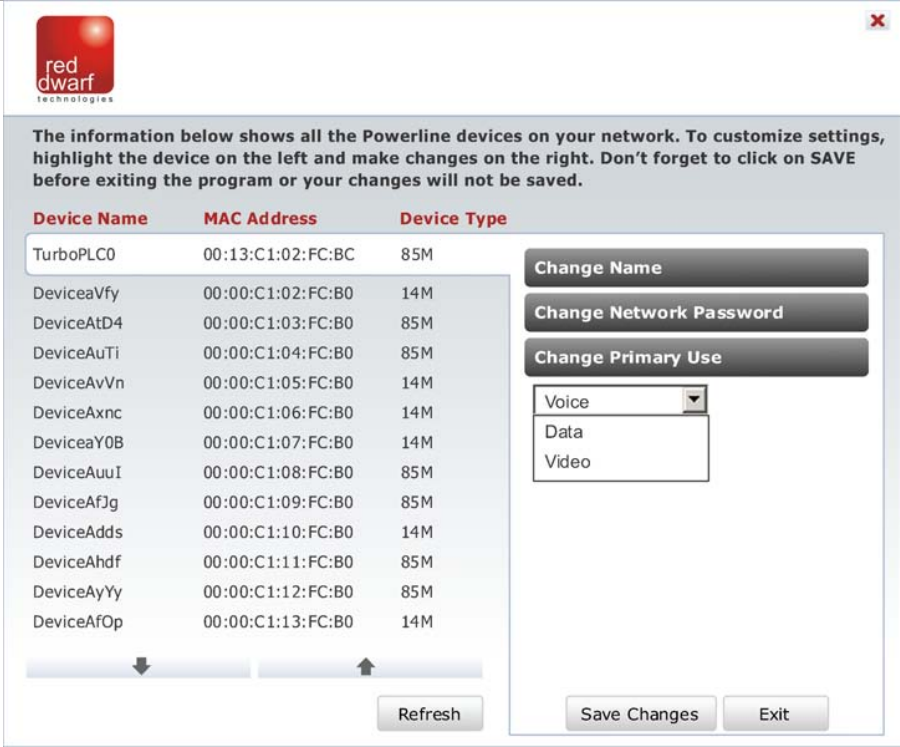 red
dwarf
technologies
The information below shows all the Powerline devices on your network. To customize settings,
highlight the device on the left and make changes on the right. Don't forget to click on SAVE
before exiting the program or your changes will not be saved.
Device Name MAC Address Device Type
TurboPLC0 00:13:C1:02:FC:BC 85M
DeviceaVfy 00:00:C1:02:FC:B0 14M
DeviceAtD4 00:00:C1:03:FC:B0 85M
DeviceAuTi 00:00:C1:04:FC:B0 85M
DeviceAvVn 00:00:C1:05:FC:B0 14M
DeviceAxnc 00:00:C1:06:FC:B0 14M
DeviceaY0B 00:00:C1:07:FC:B0 14M
DeviceAuuI 00:00:C1:08:FC:B0 85M
DeviceAfJg 00:00:C1:09:FC:B0 85M
DeviceAdds 00:00:C1:10:FC:B0 14M
DeviceAhdf 00:00:C1:11:FC:B0 85M
DeviceAyYy 00:00:C1:12:FC:B0 85M
DeviceAfOp 00:00:C1:13:FC:B0 14M
Refresh
Change Name
Change Network Password
Change Primary Use
Voice
Data
Video
Save Changes Exit